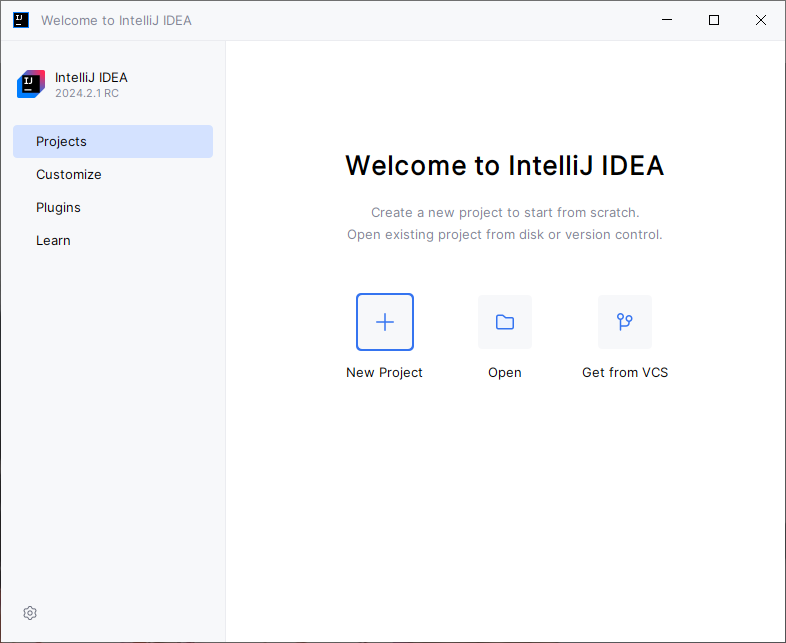 Welcome to IntelliJ IDEA
IntelliJ IDEA
2024.2.1 RC
Projects
Customize
Plugins
Learn
Welcome to IntelliJ IDEA
Create a new project to start from scratch.
Open existing project from disk or version control.
New Project
Open
Get from VCS